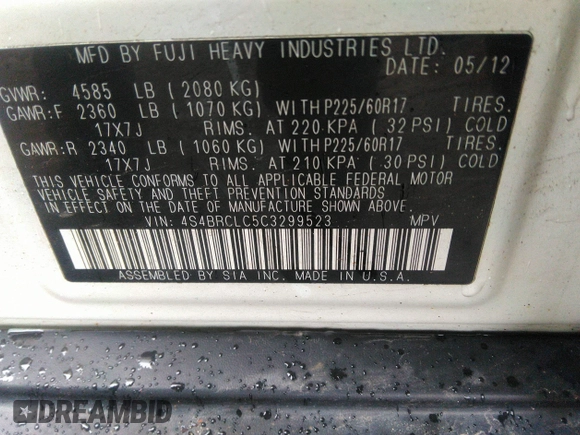 MFD BY FUJI HEAVY INDUSTRIES LTD.
DATE: 05/12
GVWR: 4585 LB (2080 KG)
GAWR:F 2360 LB (1070 KG) WITH P225/60R17 TIRES.
17X7J RIMS. AT 220 KPA (32 PSI) COLD
GAWR:R 2340 LB (1060 KG) WITH P225/60R17 TIRES.
17X7J RIMS. AT 210 KPA (30 PSI) COLD
THIS VEHICLE CONFORMS TO ALL APPLICABLE FEDERAL MOTOR
VEHICLE SAFETY AND THEFT PREVENTION STANDARDS
IN EFFECT ON THE DATE OF MANUFACTURE SHOWN ABOVE.
VIN: 4S4BRCLC5C3299523 MPV
ASSEMBLED BY SIA INC. MADE IN U.S.A.
DREAMBID